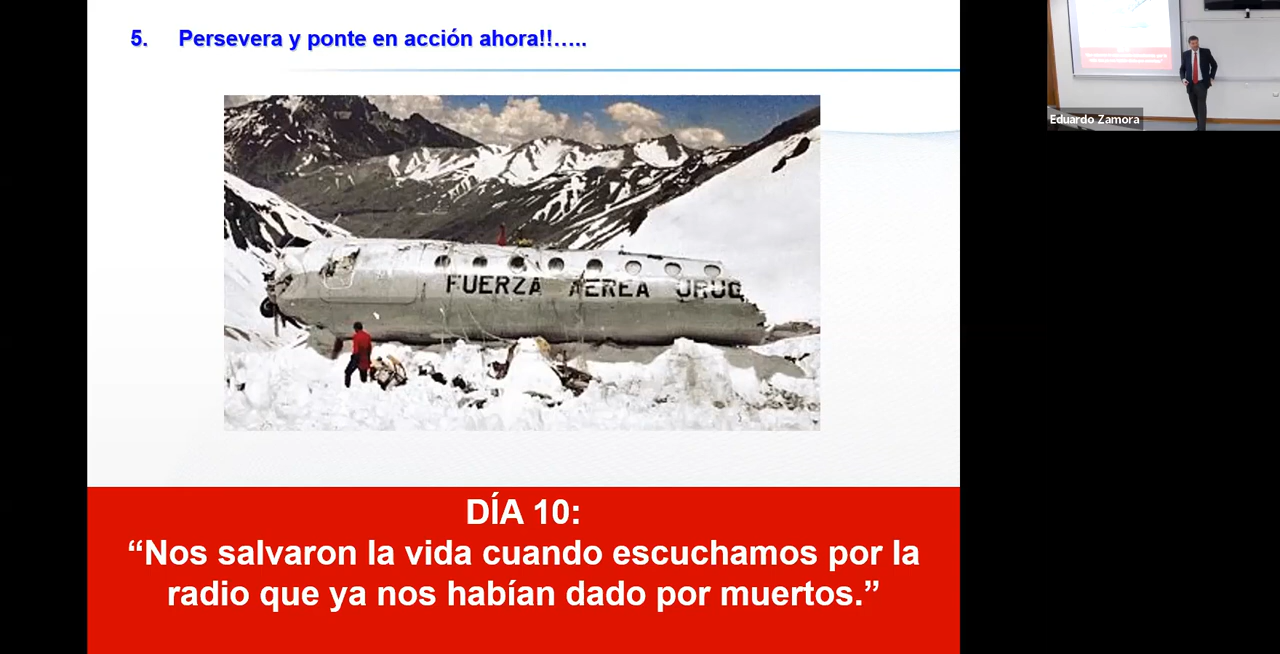 5. Persevera y ponte en acción ahora!!…..
FUERZA AEREA URUG
DÍA 10:
“Nos salvaron la vida cuando escuchamos por la
radio que ya nos habían dado por muertos.”
Eduardo Zamora